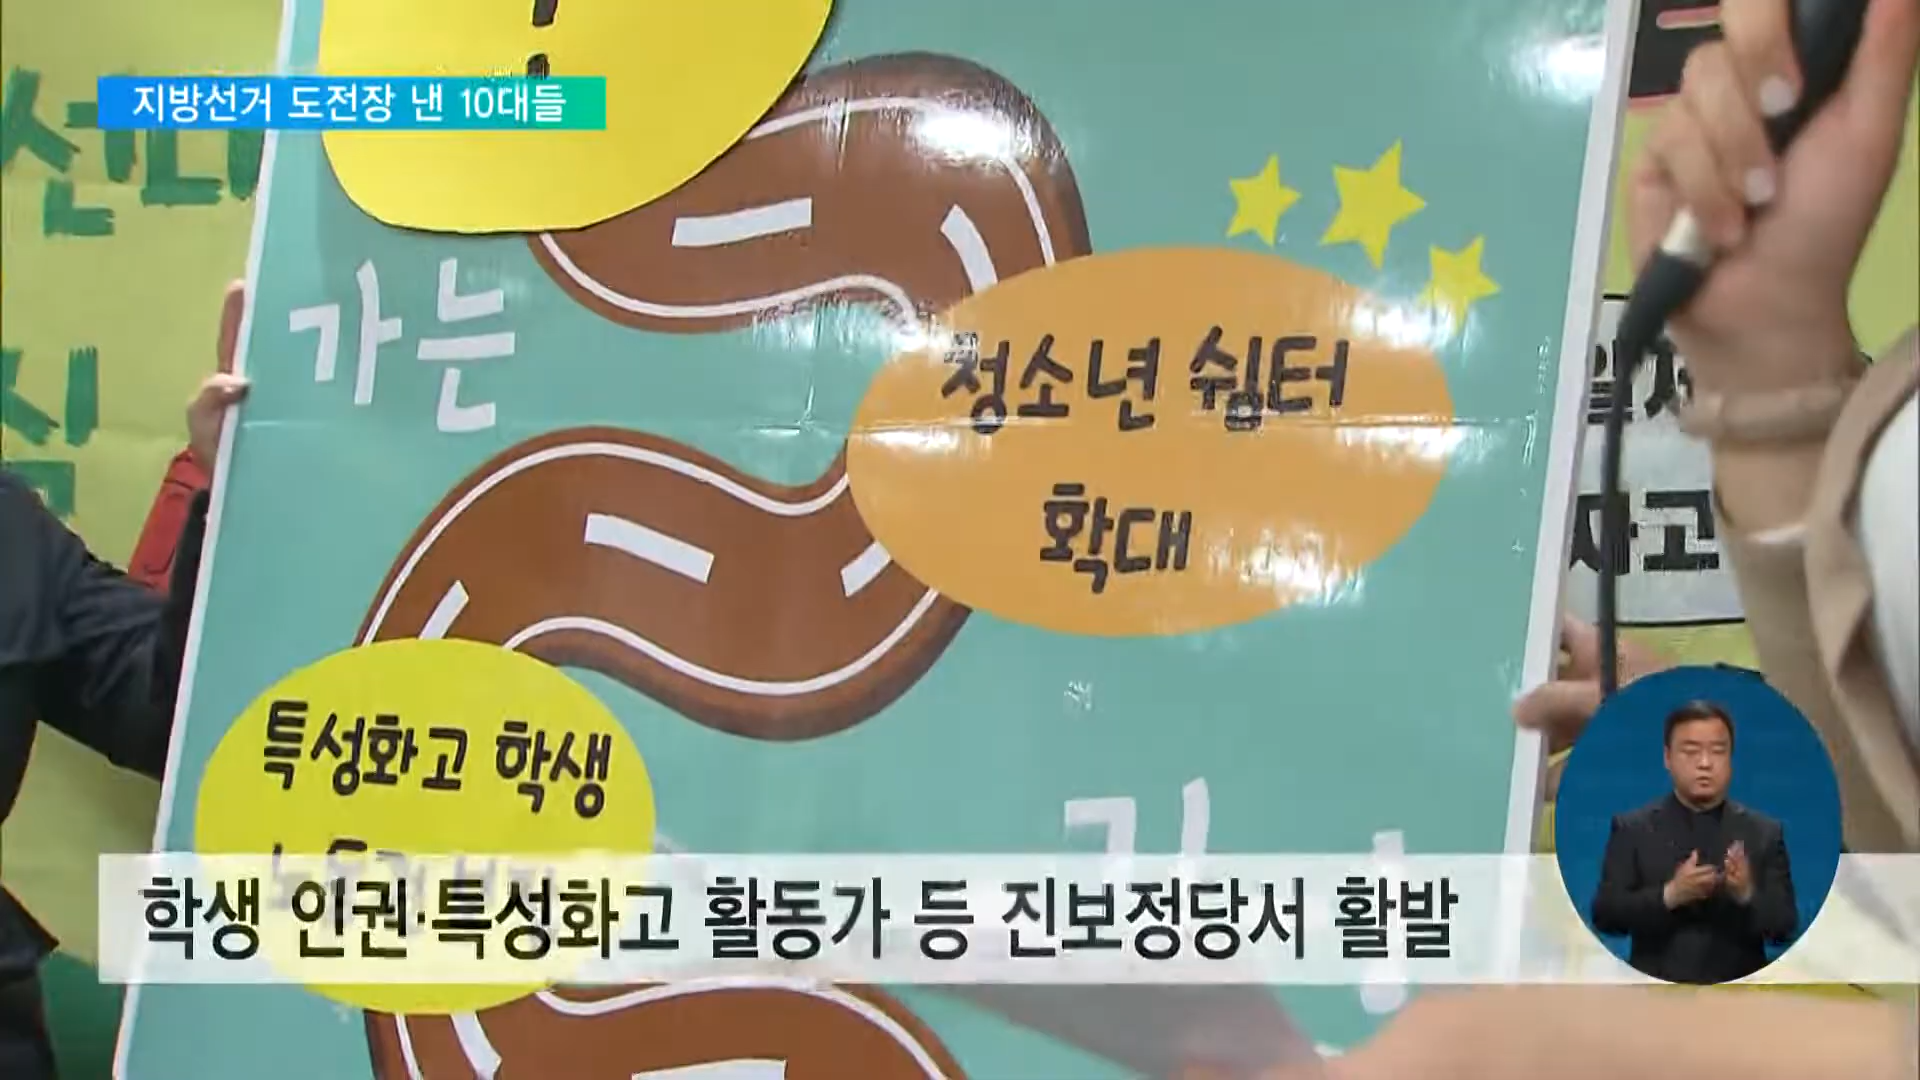 지방선거 도전장 낸 10대들
가는
청소년 쉼터
확대
특성화고 학생
자고
학생 인권·특성화고 활동가 등 진보정당서 활발